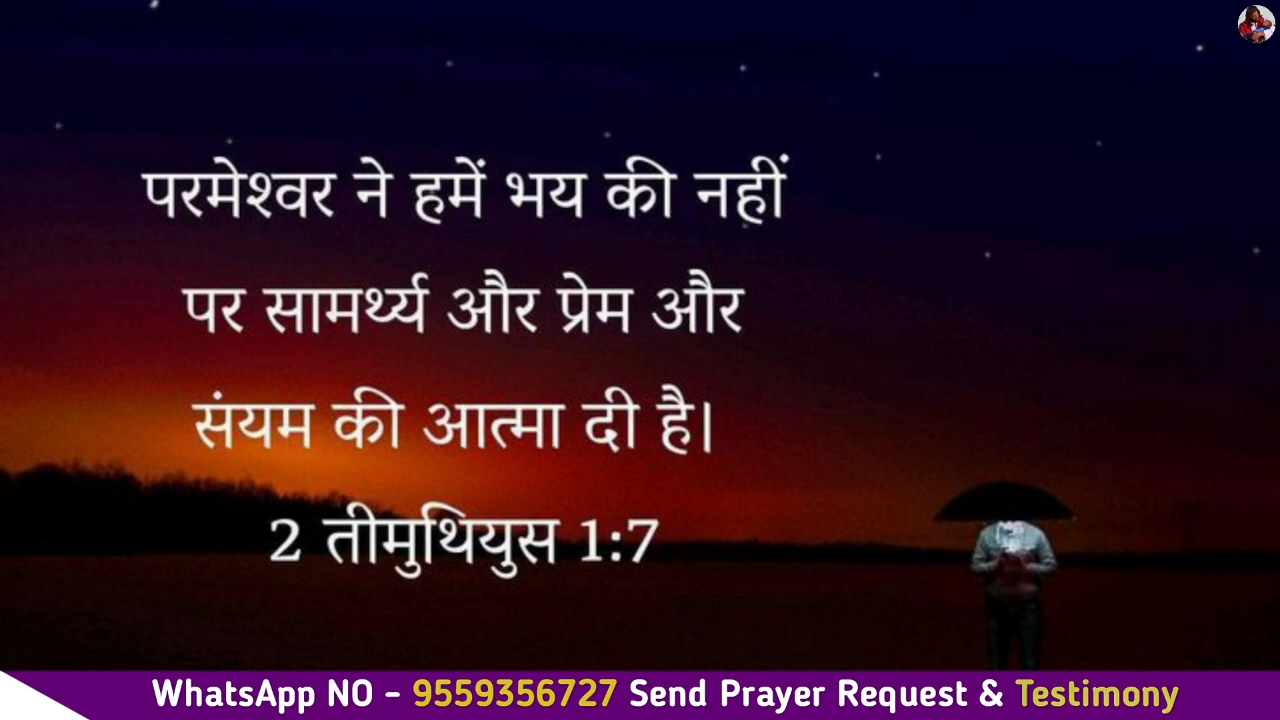 परमेश्वर ने हमें भय की नहीं
पर सामर्थ्य और प्रेम और
संयम की आत्मा दी है।
2 तीमुथियुस 1:7
WhatsApp NO - 9559356727 Send Prayer Request & Testimony